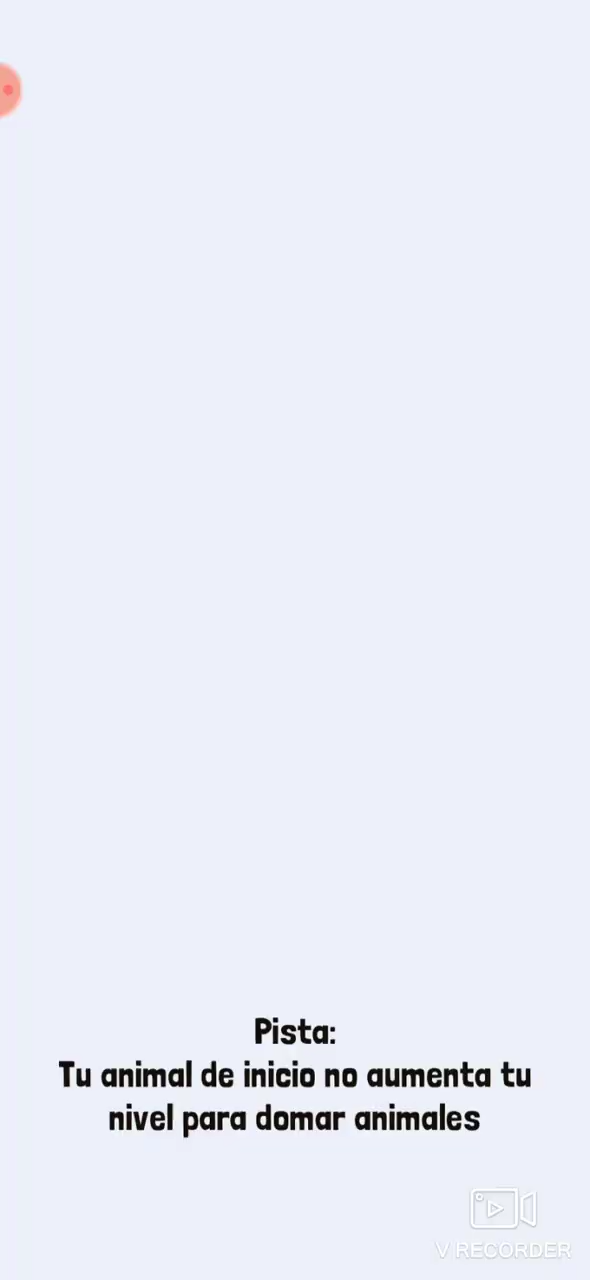 Pista:
Tu animal de inicio no aumenta tu
nivel para domar animales
V RECORDER